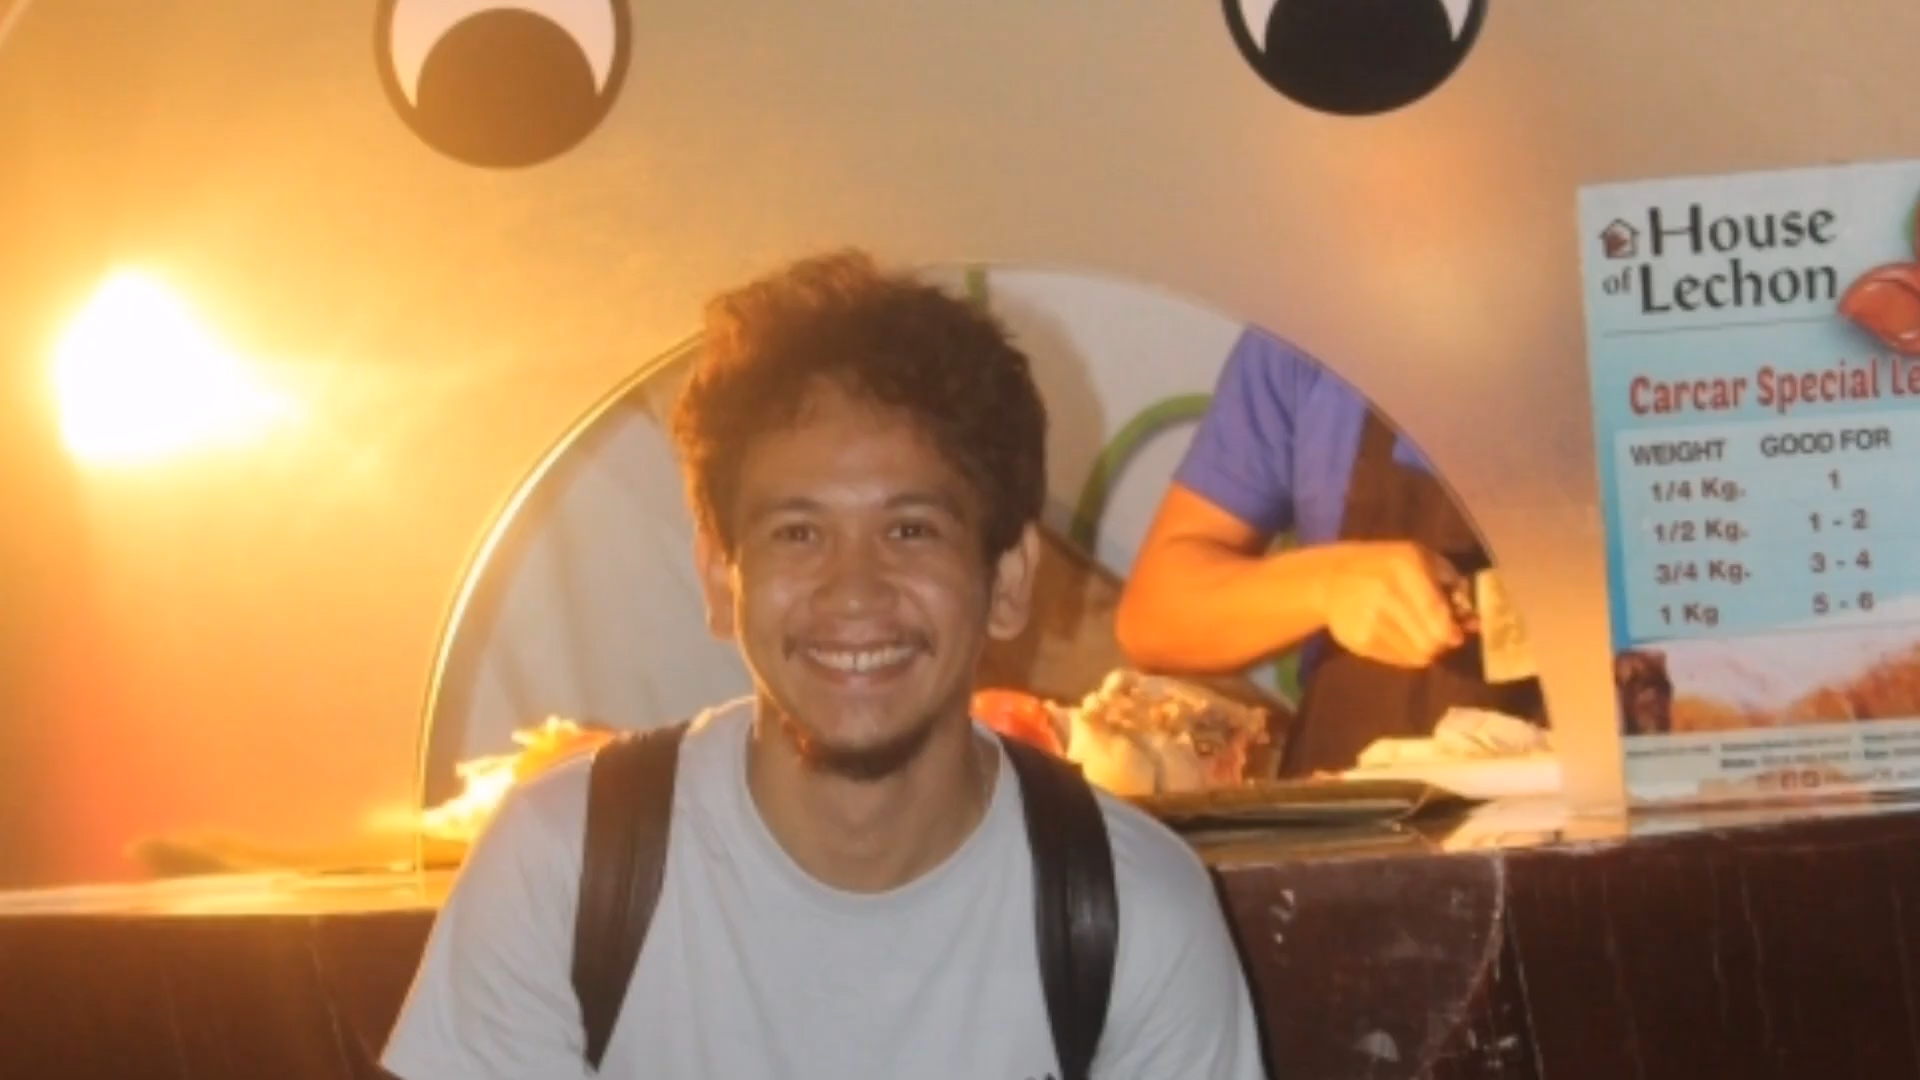 House
of Lechon
Carcar Special
WEIGHT GOOD FOR
1/4 Kg. 1
1/2 Kg. 1 - 2
3/4 Kg. 3 - 4
1 Kg 5 - 6